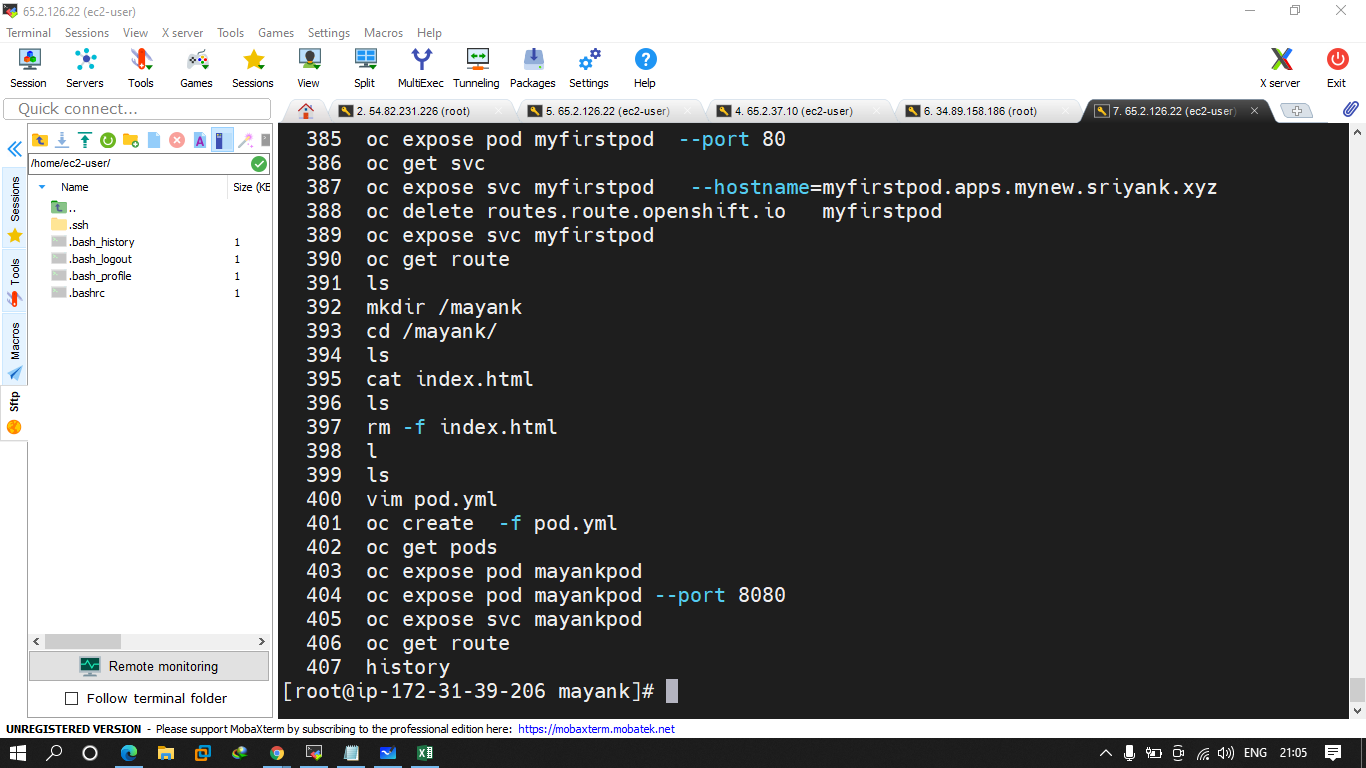 65.2.126.22 (ec2-user)
Terminal Sessions View X server Tools Games Settings Macros Help
Session Servers Tools Games Sessions View Split MultiExec Tunneling Packages Settings Help X server Exit
Quick connect...
2. 54.82.231.226 (root) 5. 65.2.126.22 (ec2-user) 4. 65.2.37.10 (ec2-user) 6. 34.89.158.186 (root) 7. 65.2.126.22 (ec2-user)
/home/ec2-user/
Name Size (KB
..
.ssh
.bash_history 1
.bash_logout 1
.bash_profile 1
.bashrc 1
Sessions
Tools
Macros
Sftp
Remote monitoring
Follow terminal folder
385 oc expose pod myfirstpod --port 80
386 oc get svc
387 oc expose svc myfirstpod --hostname=myfirstpod.apps.mynew.sriyank.xyz
388 oc delete routes.route.openshift.io myfirstpod
389 oc expose svc myfirstpod
390 oc get route
391 ls
392 mkdir /mayank
393 cd /mayank/
394 ls
395 cat index.html
396 ls
397 rm -f index.html
398 l
399 ls
400 vim pod.yml
401 oc create -f pod.yml
402 oc get pods
403 oc expose pod mayankpod
404 oc expose pod mayankpod --port 8080
405 oc expose svc mayankpod
406 oc get route
407 history
[root@ip-172-31-39-206 mayank]#
UNREGISTERED VERSION - Please support MobaXterm by subscribing to the professional edition here: https://mobaxterm.mobatek.net
ENG 21:05